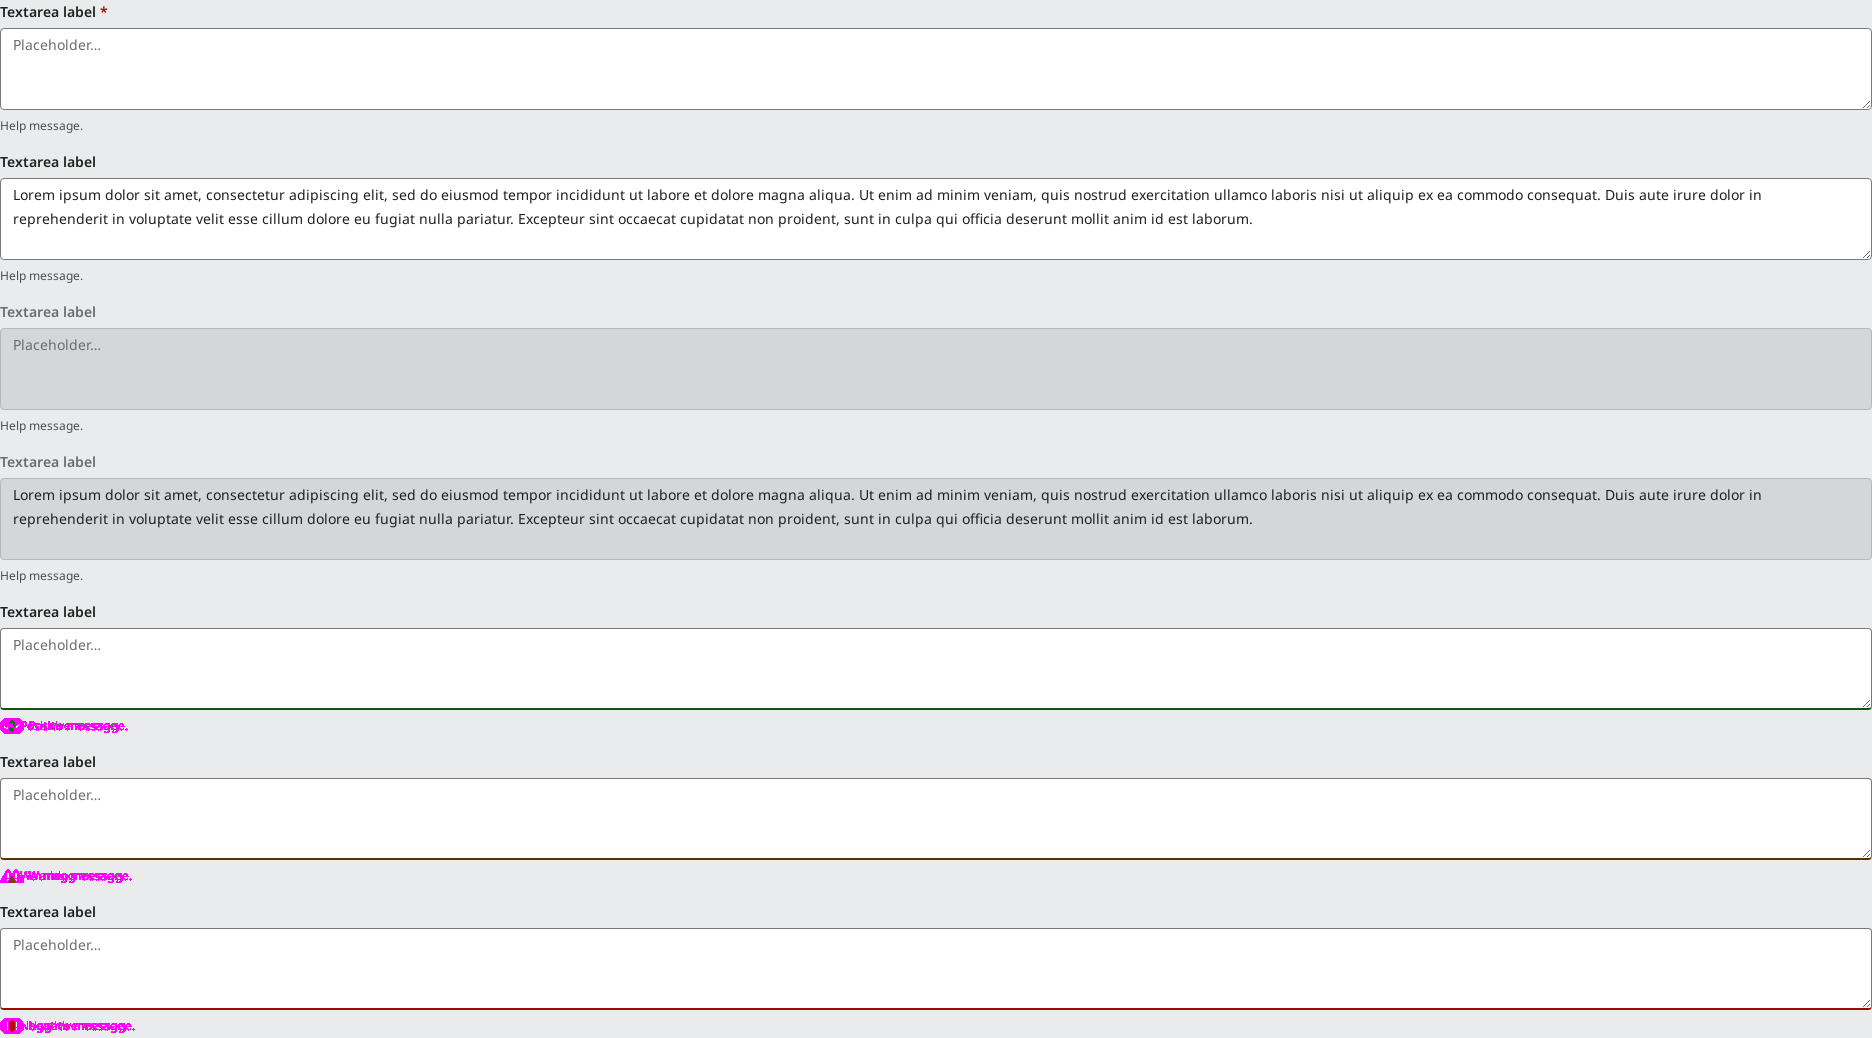 Textarea label *
Placeholder...
Help message.
Textarea label
Lorem ipsum dolor sit amet, consectetur adipiscing elit, sed do eiusmod tempor incididunt ut labore et dolore magna aliqua. Ut enim ad minim veniam, quis nostrud exercitation ullamco laboris nisi ut aliquip ex ea commodo consequat. Duis aute irure dolor in
reprehenderit in voluptate velit esse cillum dolore eu fugiat nulla pariatur. Excepteur sint occaecat cupidatat non proident, sunt in culpa qui officia deserunt mollit anim id est laborum.
Help message.
Textarea label
Placeholder...
Help message.
Textarea label
Lorem ipsum dolor sit amet, consectetur adipiscing elit, sed do eiusmod tempor incididunt ut labore et dolore magna aliqua. Ut enim ad minim veniam, quis nostrud exercitation ullamco laboris nisi ut aliquip ex ea commodo consequat. Duis aute irure dolor in
reprehenderit in voluptate velit esse cillum dolore eu fugiat nulla pariatur. Excepteur sint occaecat cupidatat non proident, sunt in culpa qui officia deserunt mollit anim id est laborum.
Help message.
Textarea label
Placeholder...
message.
Textarea label
Placeholder...
message.
Textarea label
Placeholder...
message.